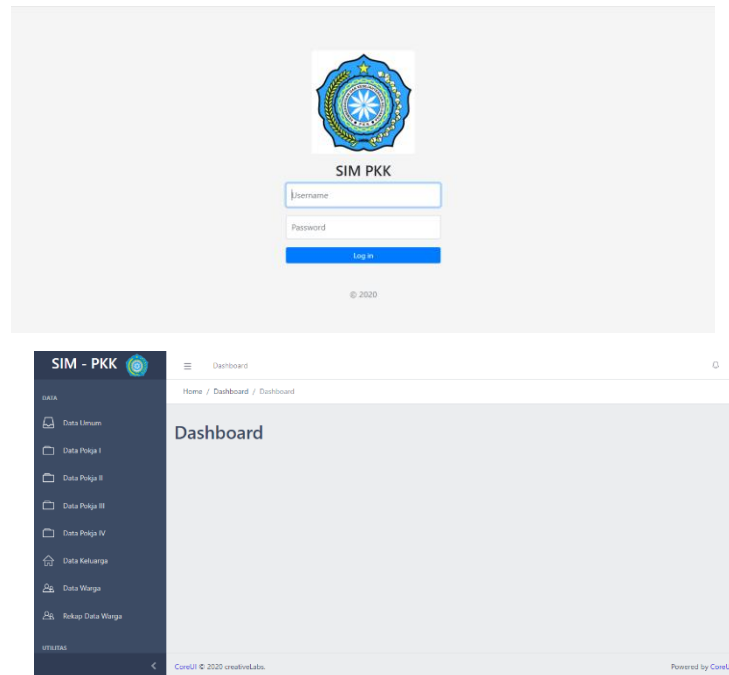 SIM PKK
Username
Password
Log in
© 2020
SIM - PKK
Dashboard
Home / Dashboard / Dashboard
DATA
Dashboard
Data Umum
Data Pokja I
Data Pokja II
Data Pokja III
Data Pokja IV
Data Keluarga
Data Warga
Rekap Data Warga
UTILITAS
CoreUI © 2020 creativeLabs.
Powered by CoreU